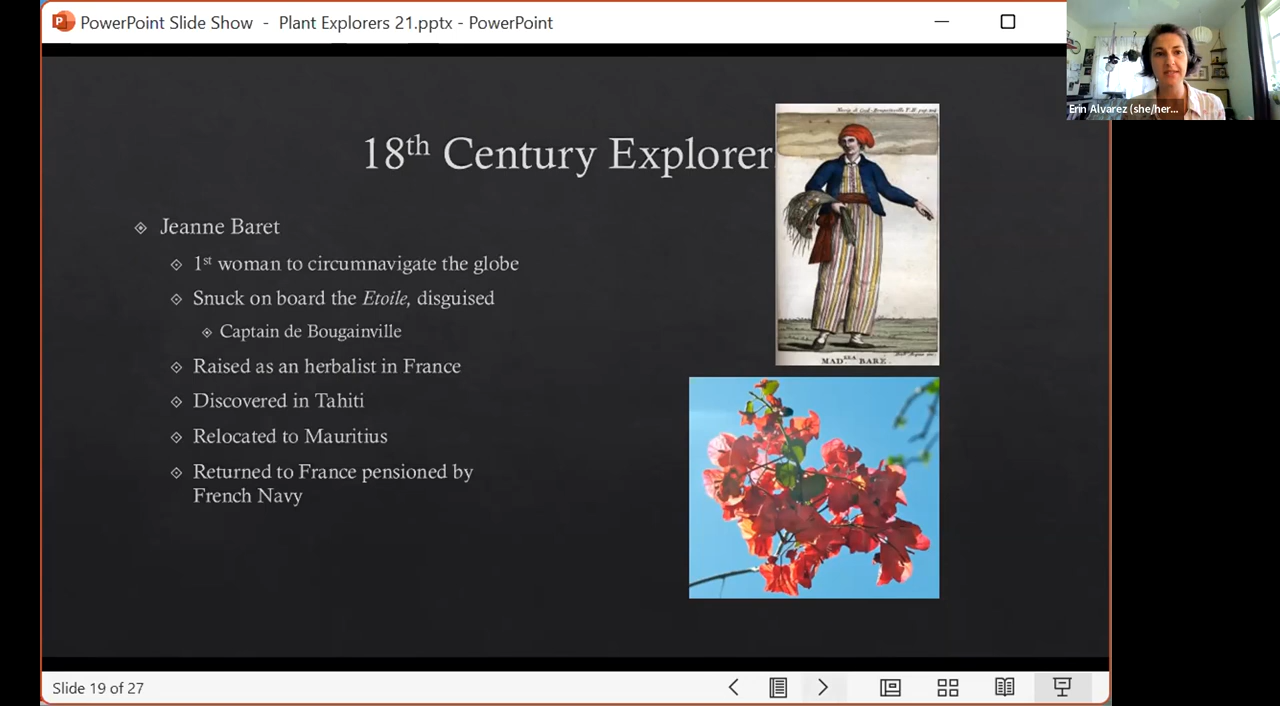 PowerPoint Slide Show - Plant Explorers 21.pptx - PowerPoint
Erin Alvarez (she/her...
18th Century Explorer
Jeanne Baret
1st woman to circumnavigate the globe
Snuck on board the Etoile, disguised
Captain de Bougainville
Raised as an herbalist in France
Discovered in Tahiti
Relocated to Mauritius
Returned to France pensioned by
French Navy
MAD.ZLA BARE.
Slide 19 of 27